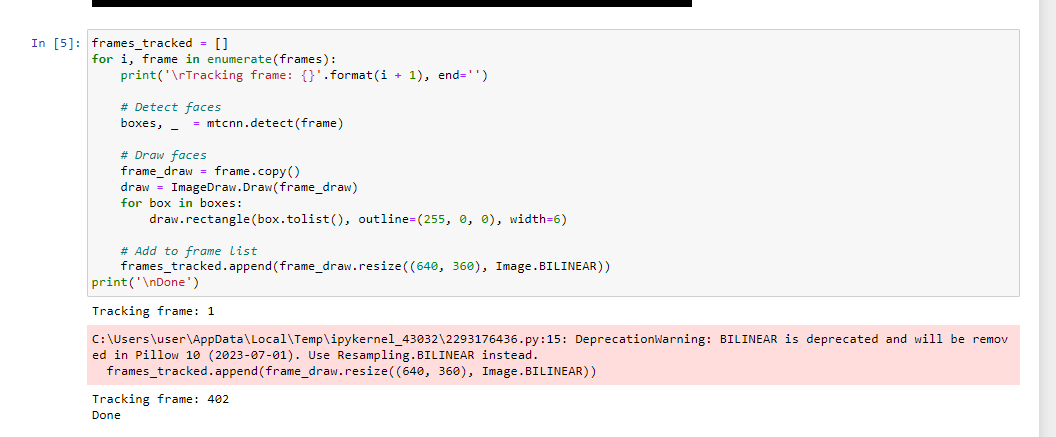 In [5]: frames_tracked = []
for i, frame in enumerate(frames):
    print('\rTracking frame: {}'.format(i + 1), end='')

    # Detect faces
    boxes, _  = mtcnn.detect(frame)

    # Draw faces
    frame_draw = frame.copy()
    draw = ImageDraw.Draw(frame_draw)
    for box in boxes:
        draw.rectangle(box.tolist(), outline=(255, 0, 0), width=6)

    # Add to frame list
    frames_tracked.append(frame_draw.resize((640, 360), Image.BILINEAR))
print('\nDone')
Tracking frame: 1
C:\Users\user\AppData\Local\Temp\ipykernel_43032\2293176436.py:15: DeprecationWarning: BILINEAR is deprecated and will be remov
ed in Pillow 10 (2023-07-01). Use Resampling.BILINEAR instead.
  frames_tracked.append(frame_draw.resize((640, 360), Image.BILINEAR))
Tracking frame: 402
Done